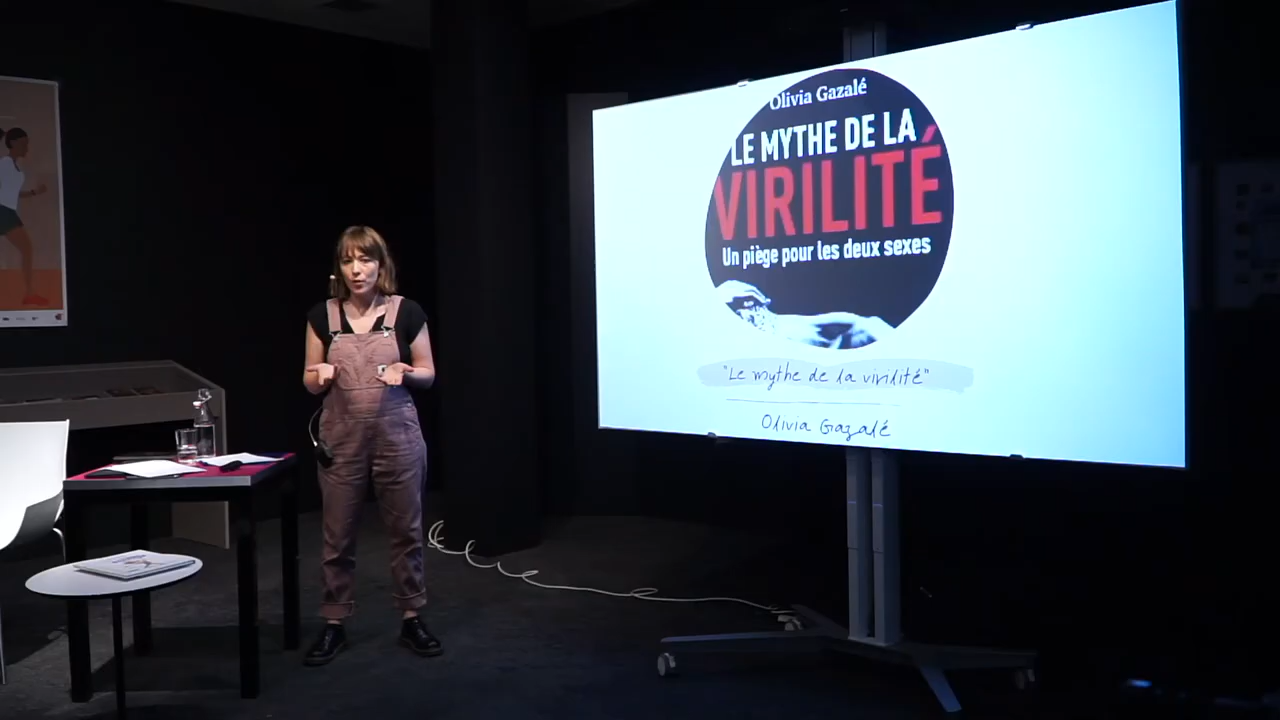 Olivia Gazalé
LE MYTHE DE LA
VIRILITÉ
Un piège pour les deux sexes
"Le mythe de la virilité"
Olivia Gazalé